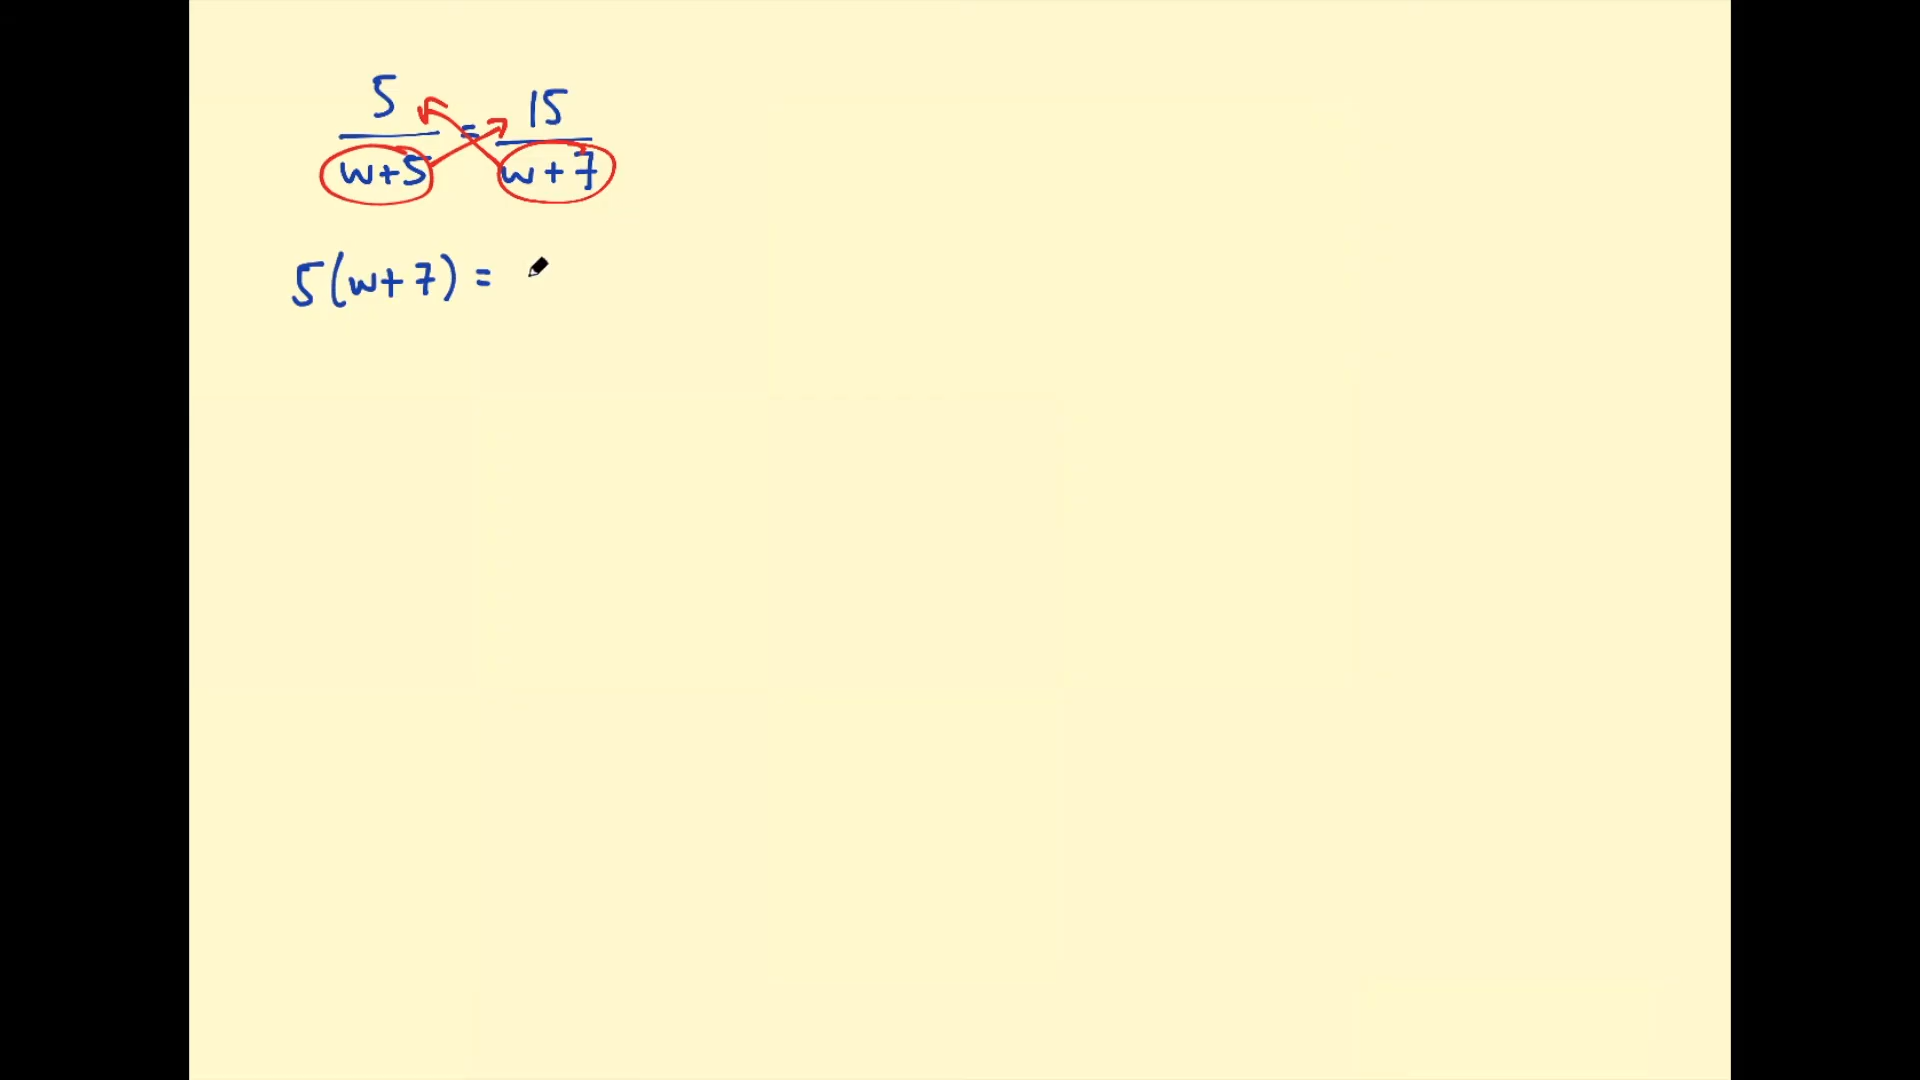 5 = 15
w+5 w+7
5(w+7) =